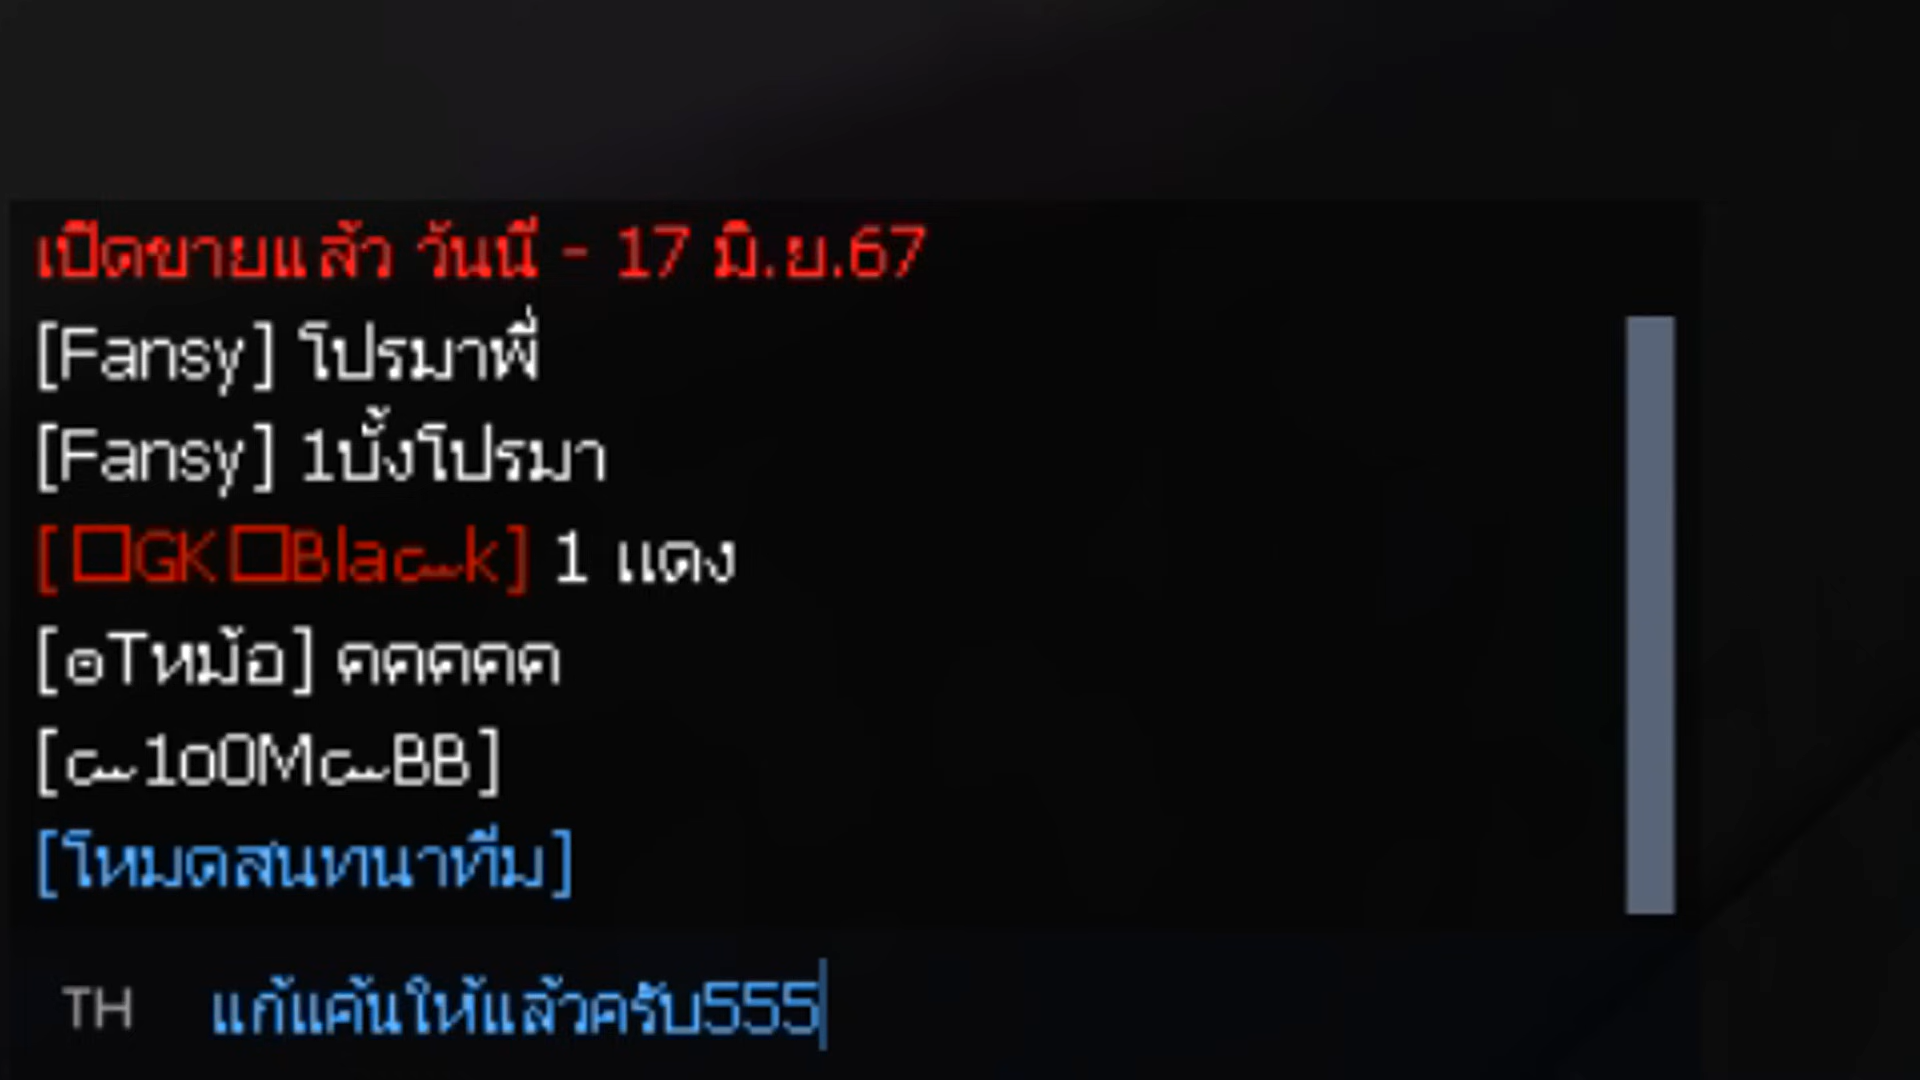 เปิดขายแล้ว วันนี้ - 17 มิ.ย.67
[Fansy] โปรมาพี่
[Fansy] 1บั้งโปรมา
[□GK□Blacﱞk] 1 แดง
[๏Tหม้อ] คคคคค
[cﱞ1o0McﱞBB]
[โหมดสนทนาทีม]
TH แก้แค้นให้แล้วครับ555